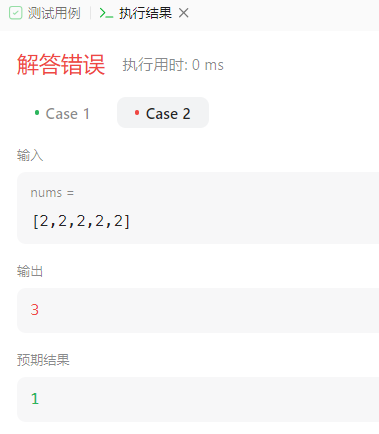 测试用例 执行结果
解答错误 执行用时: 0 ms
Case 1 Case 2
输入
nums =
[2,2,2,2,2]
输出
3
预期结果
1